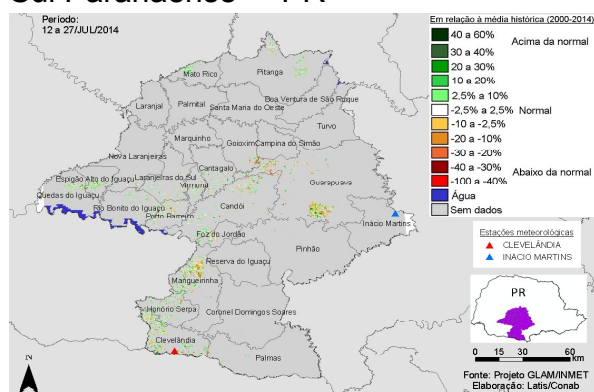 Período:
12 a 27/JUL/2014
Em relação à média histórica (2000-2014)
40 a 60%
Acima da normal
30 a 40%
20 a 30%
10 a 20%
2,5% a 10%
-2,5% a 2,5%
Normal
-10 a -2,5%
-20 a -10%
-30 a -20%
-40 a -30%
Abaixo da normal
-100 a -40%
Água
Sem dados
Mato Rico
Pitanga
Laranjal
Palmital
Santa Maria do Oeste
Boa Ventura de São Roque
Turvo
Marquinho
Goioxim
Campina do Simão
Nova Laranjeiras
Cantagalo
Espigão Alto do Iguaçu
Laranjeiras do Sul
Virmond
Guarapuava
Quedas do Iguaçu
Rio Bonito do Iguaçu
Porto Barreiro
Candói
Inácio Martins
Foz do Jordão
Pinhão
Reserva do Iguaçu
Mangueirinha
Honório Serpa
Coronel Domingos Soares
Clevelândia
Palmas
Estações meteorológicas
CLEVELÂNDIA
INÁCIO MARTINS
PR
0 15 30 60
km
N
Fonte: Projeto GLAM/INMET
Elaboração: Latis/Conab